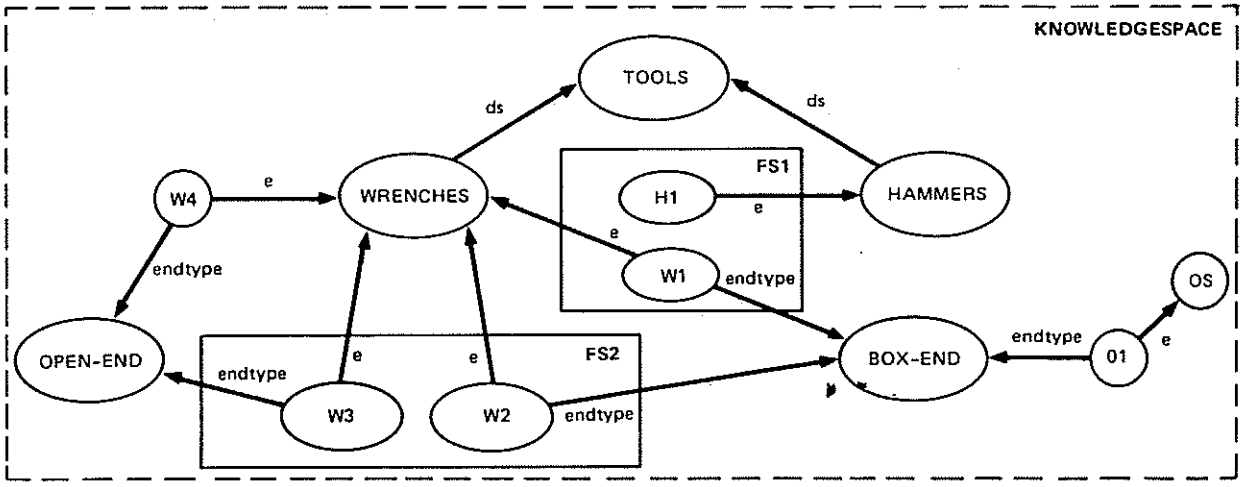 KNOWLEDGESPACE
TOOLS
ds
ds
FS1
W4
e
WRENCHES
H1
e
HAMMERS
e
W1
endtype
endtype
OS
OPEN-END
FS2
e
e
BOX-END
endtype
01
e
endtype
W3
W2
endtype